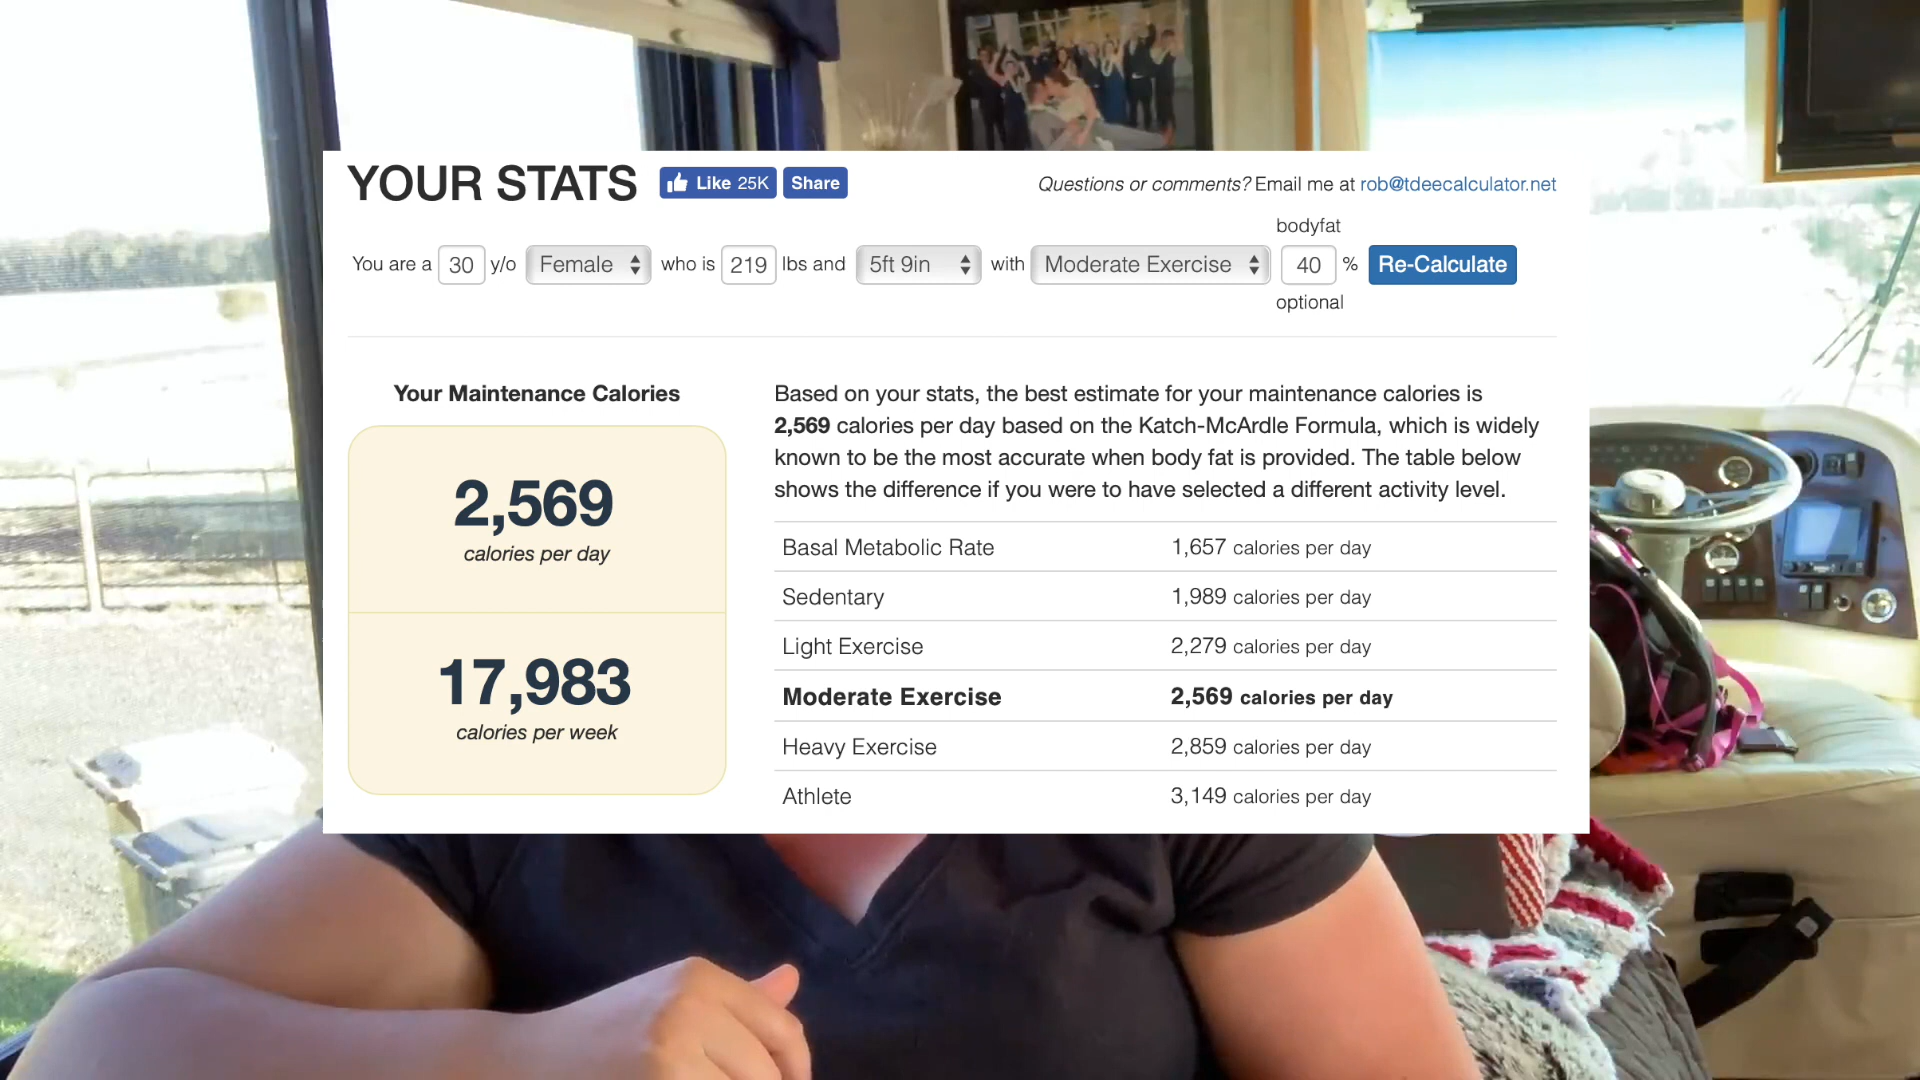 YOUR STATS Like 25K Share Questions or comments? Email me at rob@tdeecalculator.net
bodyfat
You are a 30 y/o Female who is 219 lbs and 5ft 9in with Moderate Exercise 40 % Re-Calculate
optional
Your Maintenance Calories
2,569
calories per day
17,983
calories per week
Based on your stats, the best estimate for your maintenance calories is
2,569 calories per day based on the Katch-McArdle Formula, which is widely
known to be the most accurate when body fat is provided. The table below
shows the difference if you were to have selected a different activity level.
Basal Metabolic Rate 1,657 calories per day
Sedentary 1,989 calories per day
Light Exercise 2,279 calories per day
Moderate Exercise 2,569 calories per day
Heavy Exercise 2,859 calories per day
Athlete 3,149 calories per day